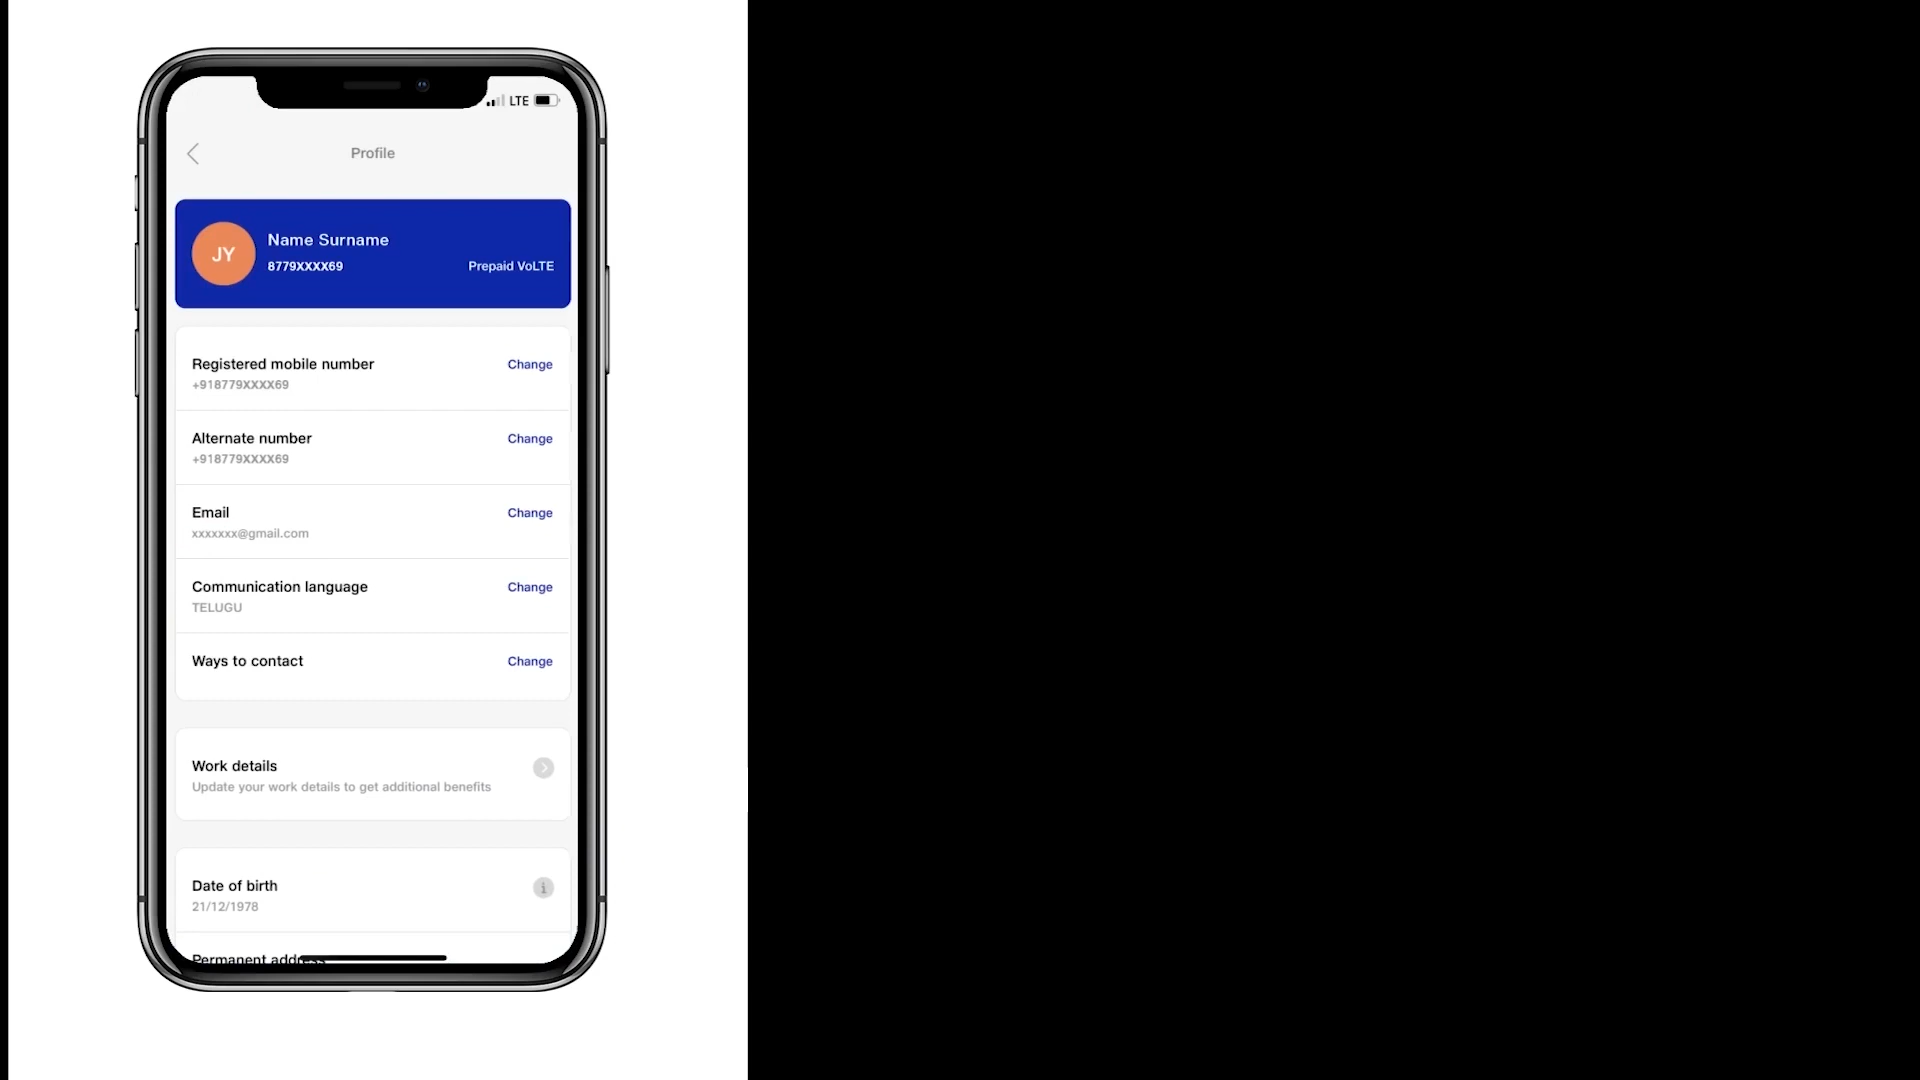 LTE
Profile
JY
Name Surname
8779XXXX69
Prepaid VoLTE
Registered mobile number
Change
+918779XXXX69
Alternate number
Change
+918779XXXX69
Email
Change
xxxxxxx@gmail.com
Communication language
Change
TELUGU
Ways to contact
Change
Work details
Update your work details to get additional benefits
Date of birth
21/12/1978
Permanent address